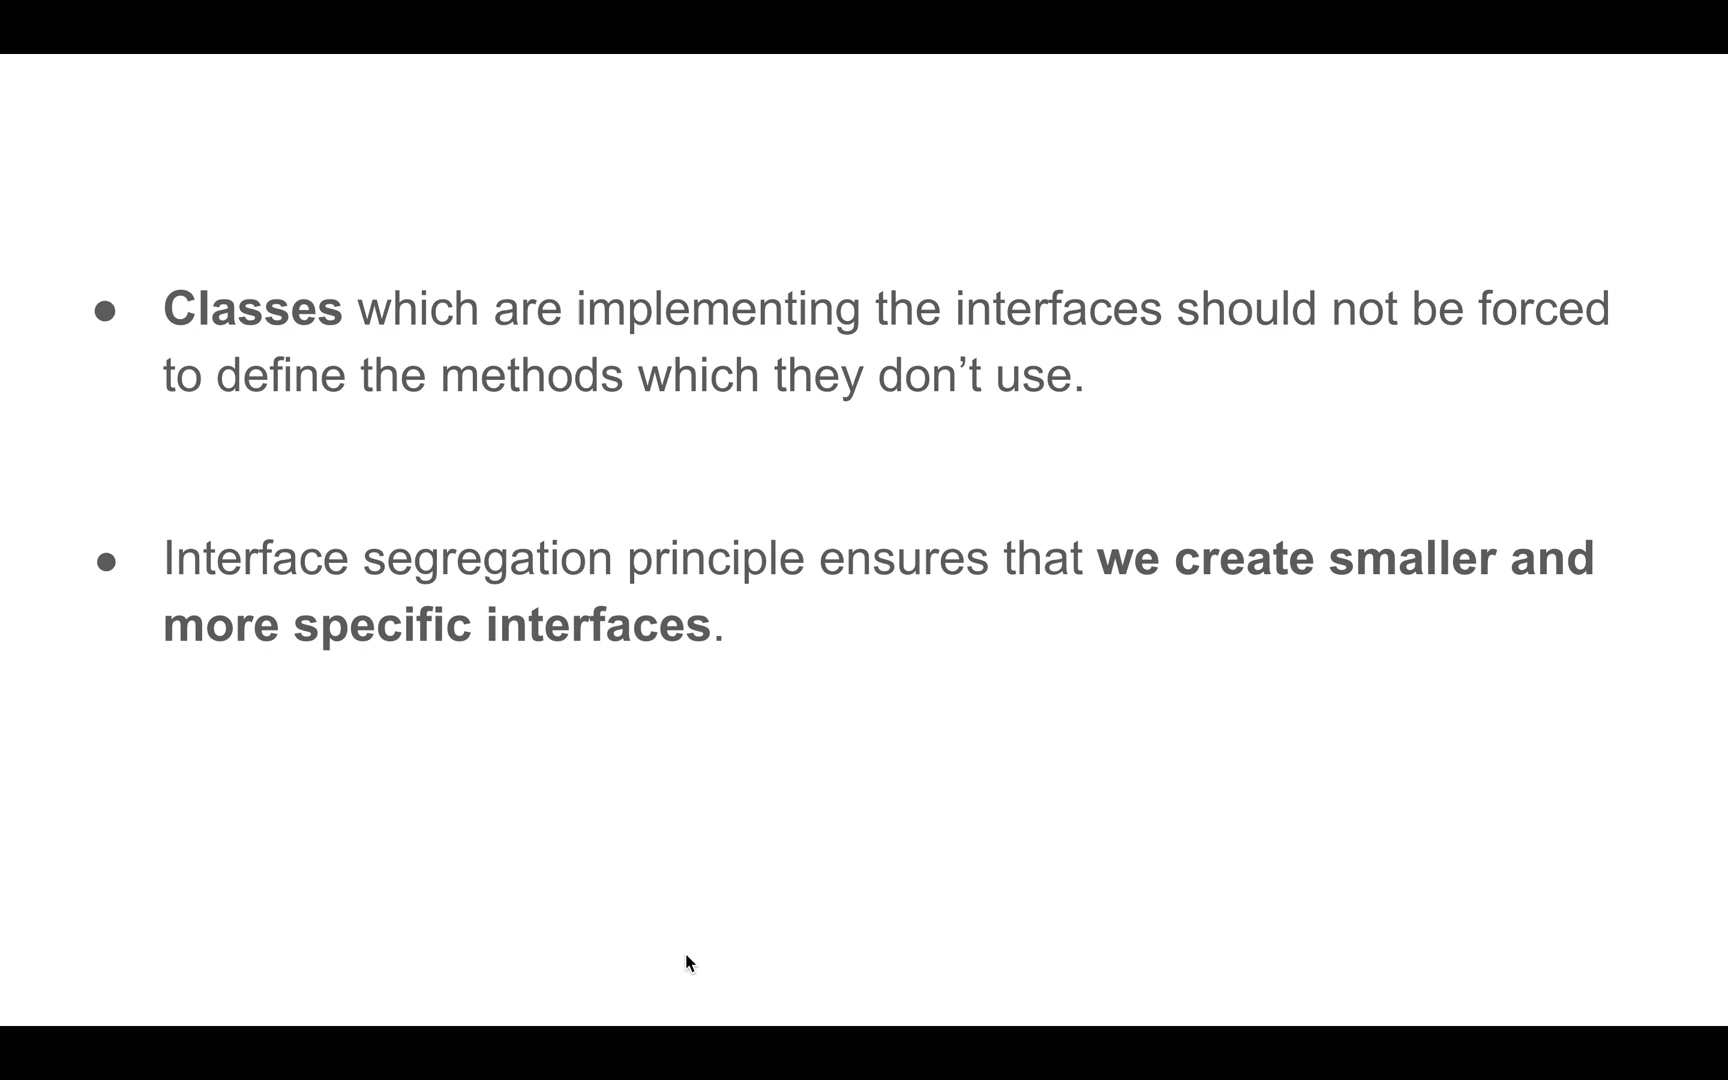 ● Classes which are implementing the interfaces should not be forced
to define the methods which they don’t use.
● Interface segregation principle ensures that we create smaller and
more specific interfaces.